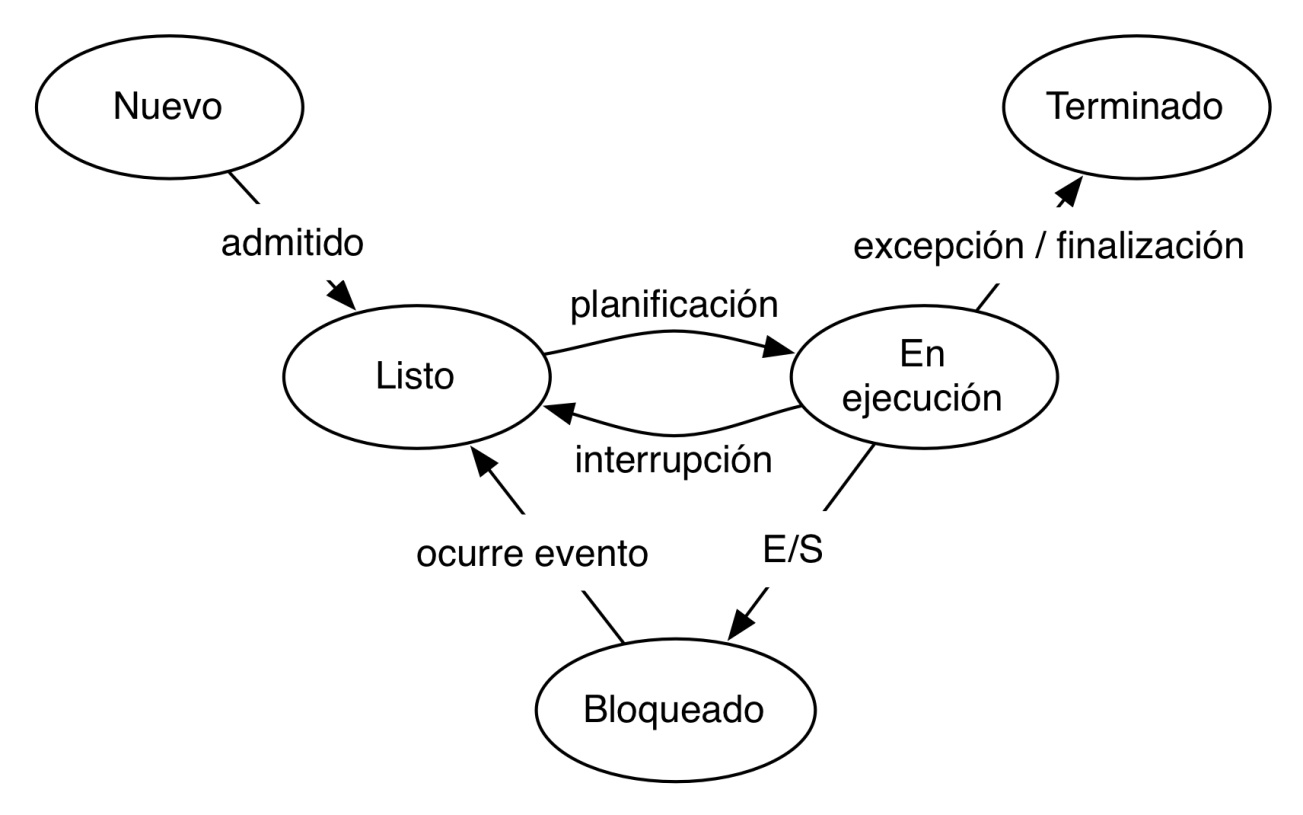 Nuevo
Terminado
admitido
excepción / finalización
planificación
Listo
En
ejecución
interrupción
ocurre evento
E/S
Bloqueado